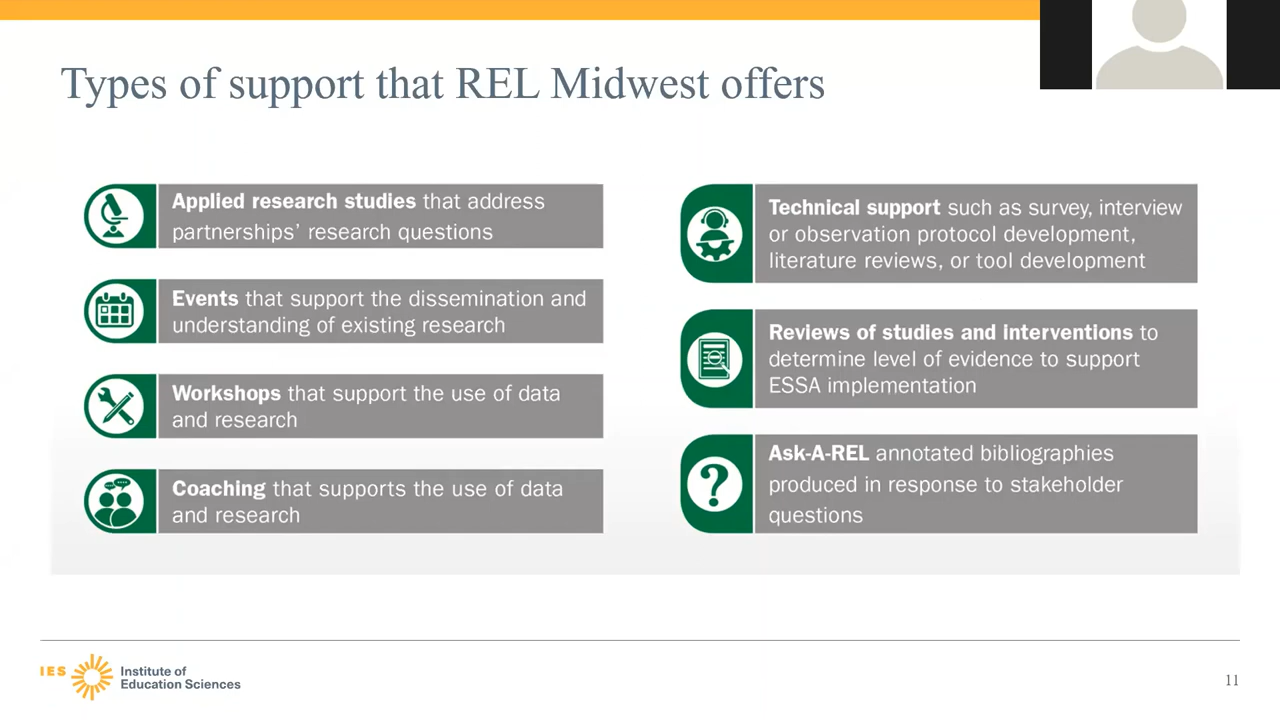 Types of support that REL Midwest offers
Applied research studies that address
partnerships’ research questions
Events that support the dissemination and
understanding of existing research
Workshops that support the use of data
and research
Coaching that supports the use of data
and research
Technical support such as survey, interview
or observation protocol development,
literature reviews, or tool development
Reviews of studies and interventions to
determine level of evidence to support
ESSA implementation
Ask-A-REL annotated bibliographies
produced in response to stakeholder
questions
?
IES
Institute of
Education Sciences
11